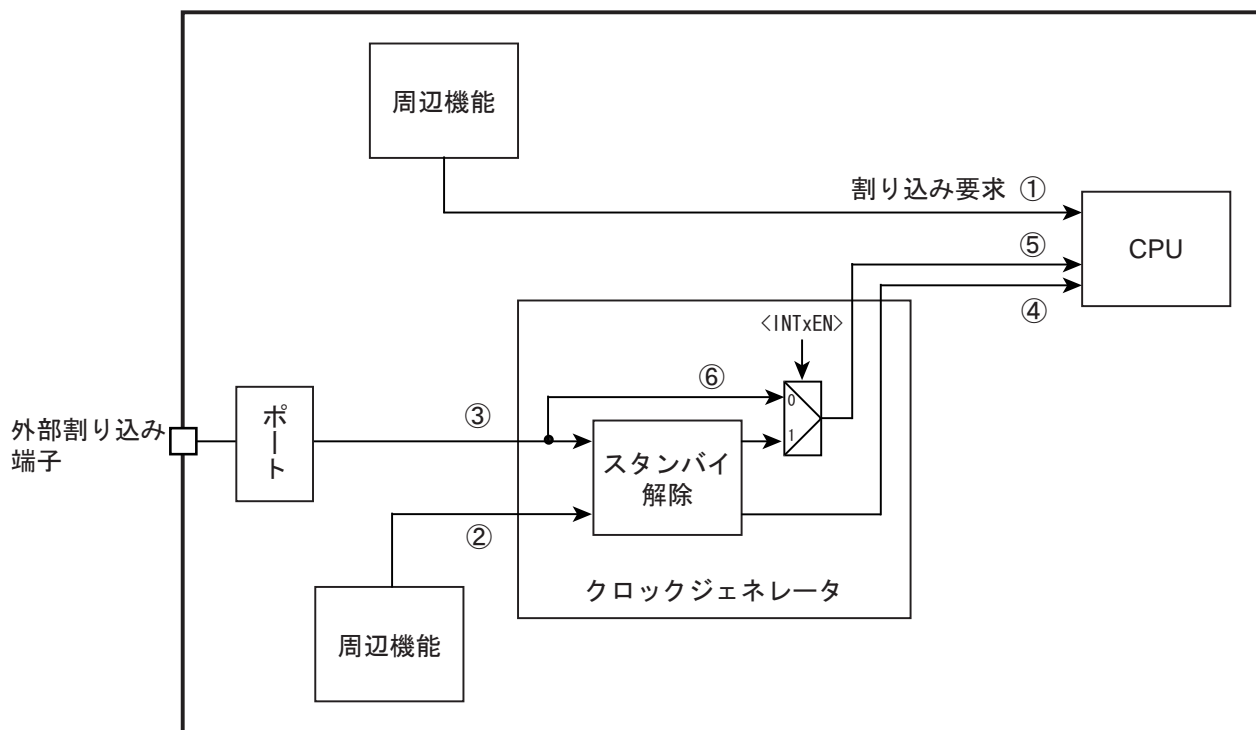 周辺機能
割り込み要求 ①
CPU
⑤
④
<INTxEN>
⑥
0
1
外部割り込み
端子
ポート
③
スタンバイ
解除
②
クロックジェネレータ
周辺機能